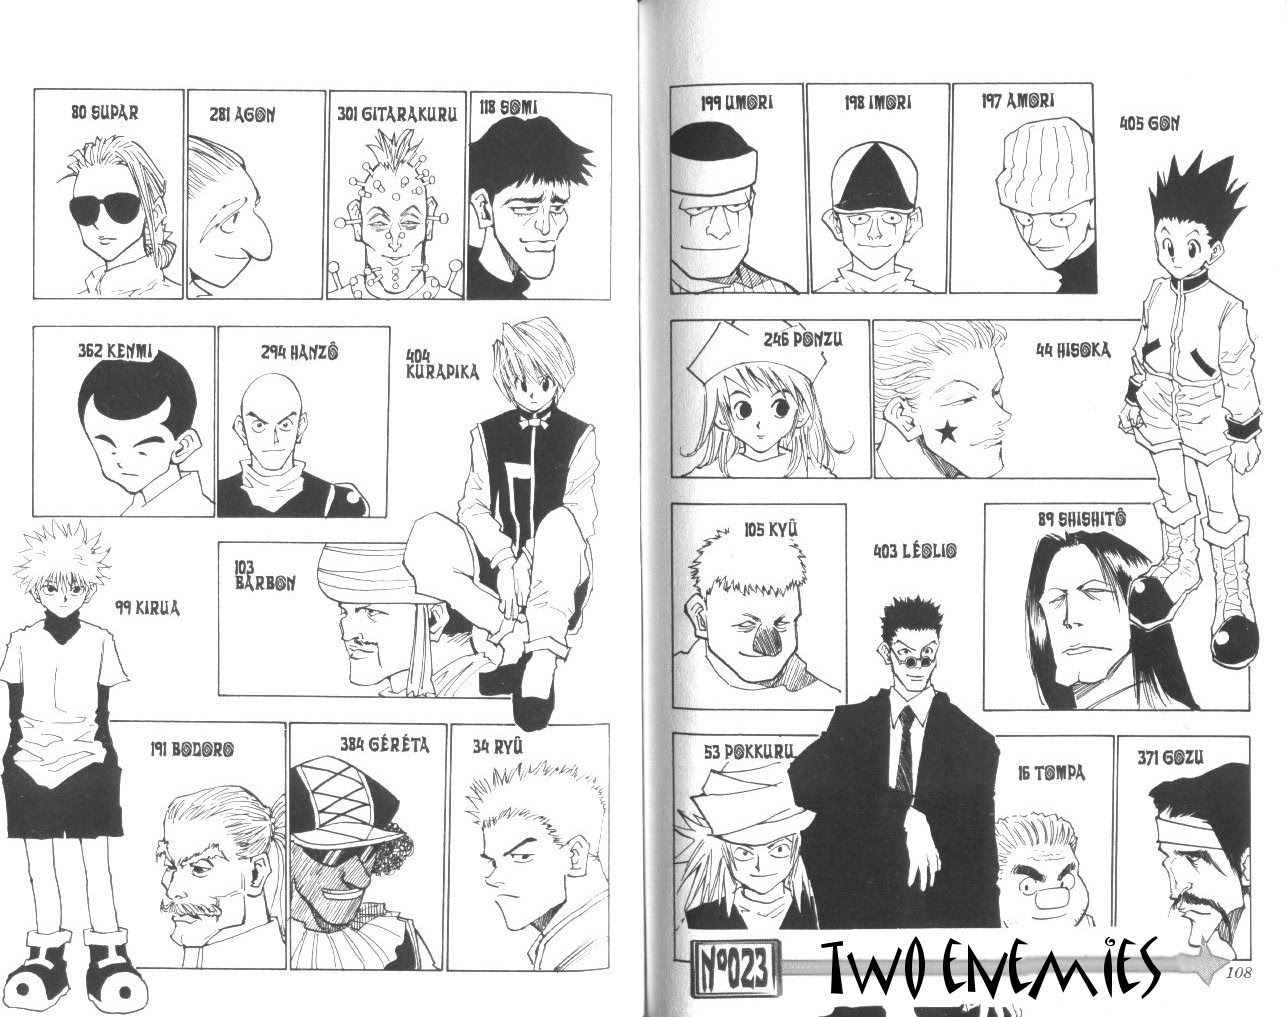 80 SUPAR
281 AGON
301 GITARAKURU
118 SOMI
199 UMORI
198 IMORI
197 AMORI
405 GON
362 KENMI
294 HANZÔ
404
KURAPIKA
246 PONZU
44 HISOKA
99 KIRUA
103
BARBON
105 KYÛ
403 LÉOLIO
89 SHISHITÔ
191 BODORO
384 GÉRÉTA
34 RYÛ
53 POKKURU
16 TOMPA
371 GOZU
Nº023
TWO ENEMIES
108